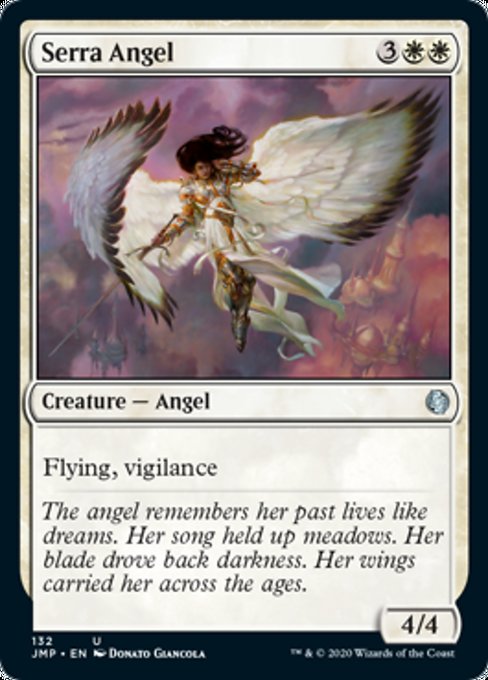 Serra Angel 3
Creature — Angel
Flying, vigilance
The angel remembers her past lives like
dreams. Her song held up meadows. Her
blade drove back darkness. Her wings
carried her across the ages.
4/4
132 U
JMP • EN Donato Giancola ™ & © 2020 Wizards of the Coast